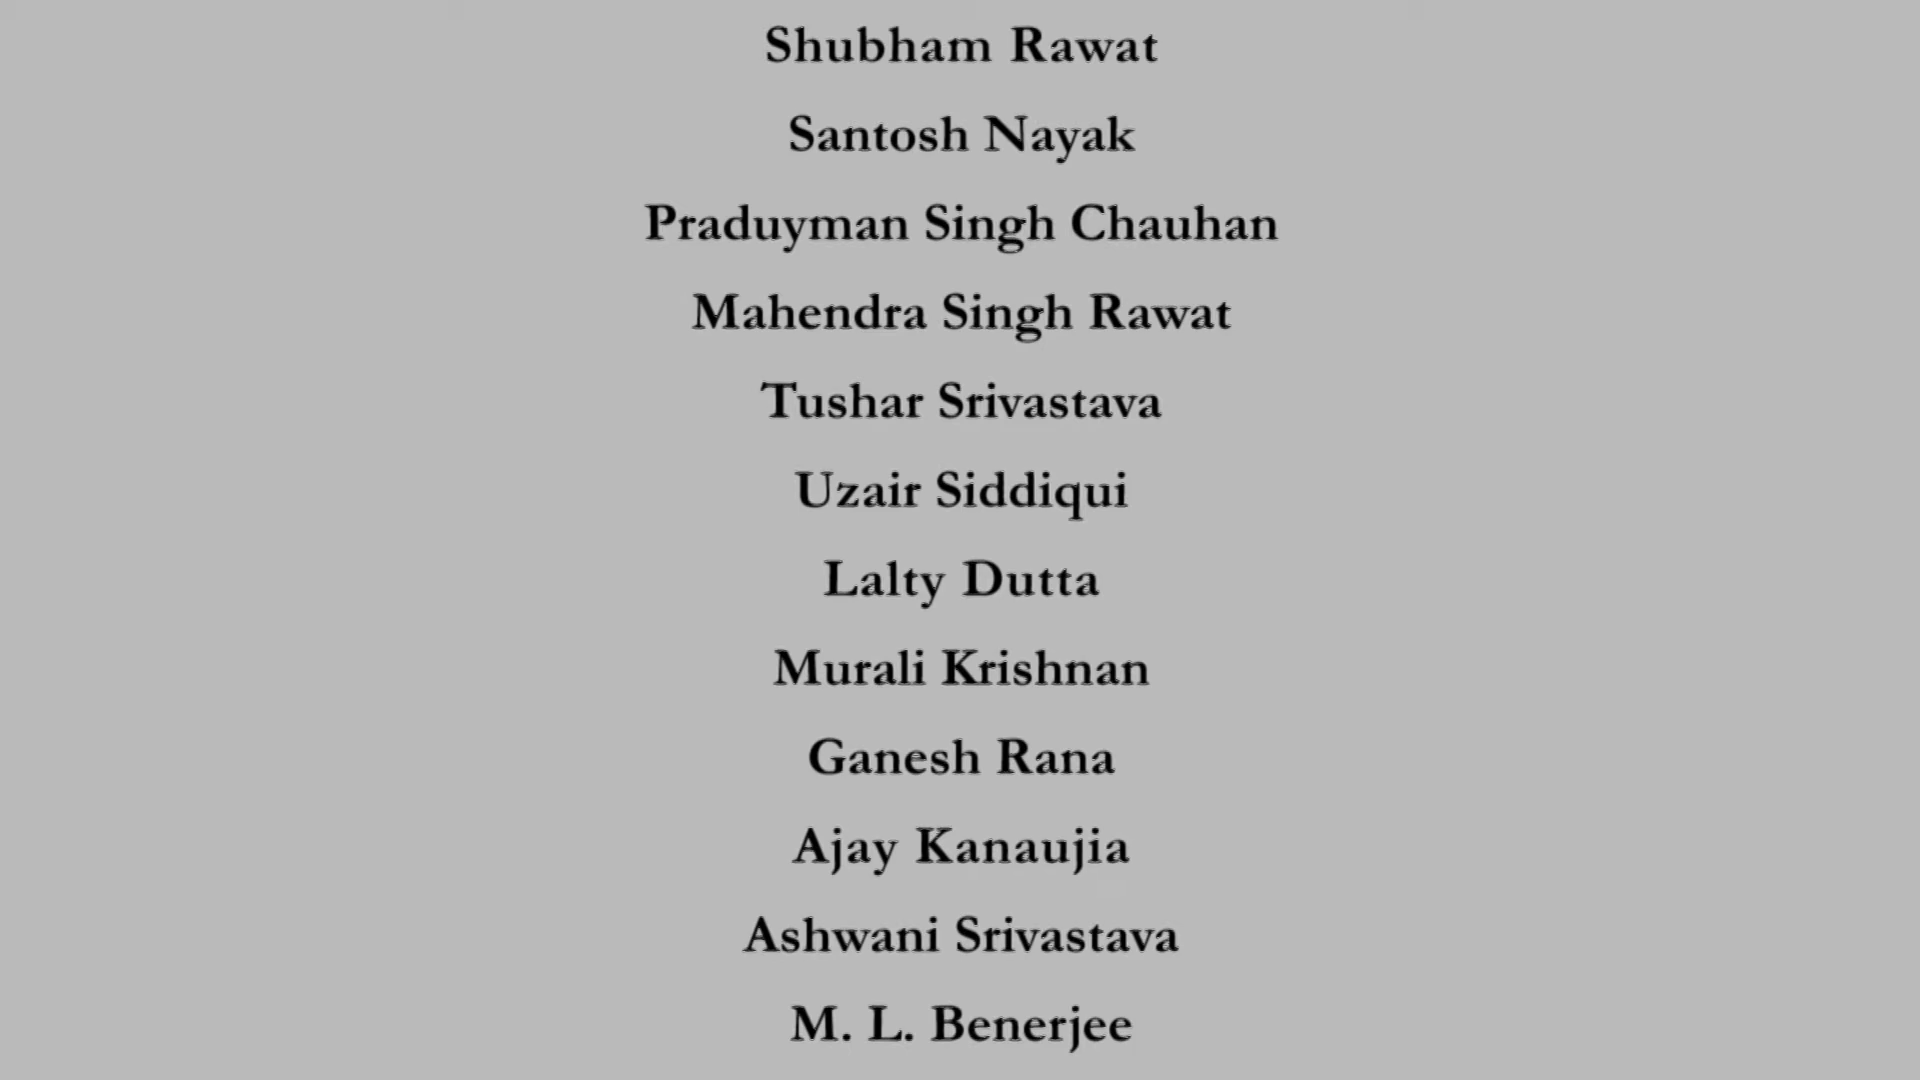 Shubham Rawat
Santosh Nayak
Praduyman Singh Chauhan
Mahendra Singh Rawat
Tushar Srivastava
Uzair Siddiqui
Lalty Dutta
Murali Krishnan
Ganesh Rana
Ajay Kanaujia
Ashwani Srivastava
M. L. Benerjee